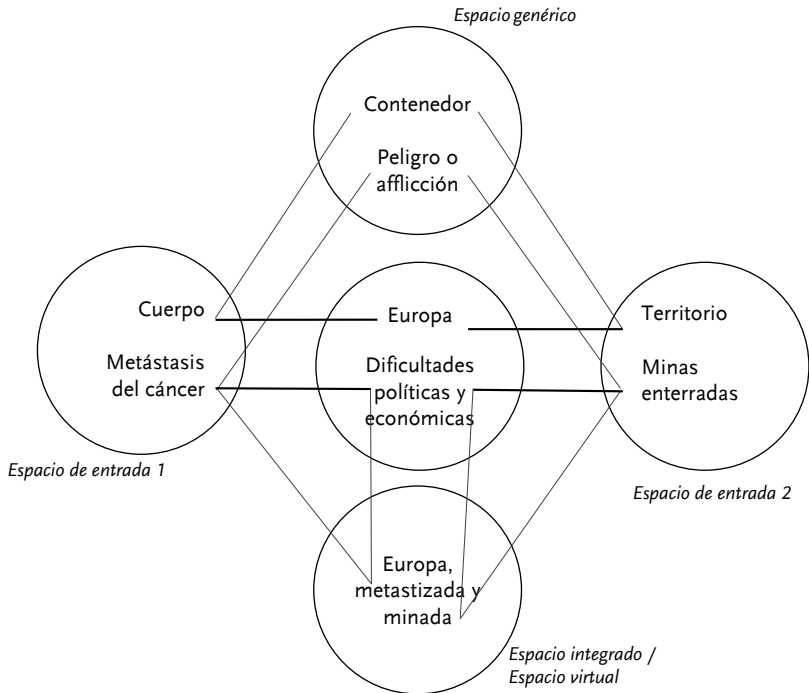 Espacio genérico
Contenedor
Peligro o
afflicción
Cuerpo
Metástasis
del cáncer
Espacio de entrada 1
Europa
Dificultades
políticas y
económicas
Territorio
Minas
enterradas
Espacio de entrada 2
Europa,
metastizada y
minada
Espacio integrado /
Espacio virtual